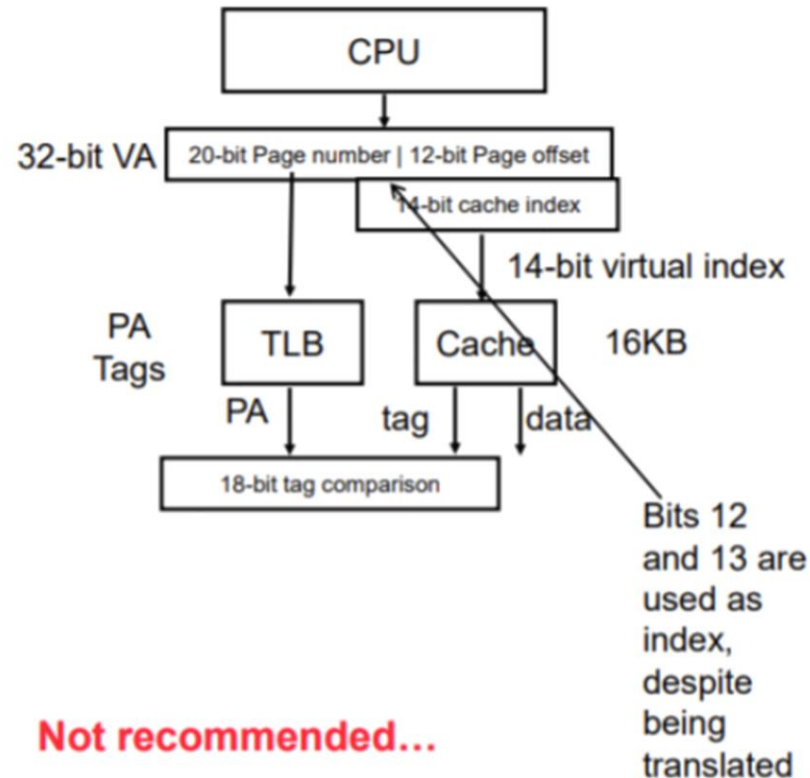 CPU
32-bit VA
20-bit Page number | 12-bit Page offset
14-bit cache index
14-bit virtual index
PA
Tags
TLB
Cache
16KB
PA
tag
data
18-bit tag comparison
Bits 12
and 13 are
used as
index,
despite
being
translated
Not recommended...